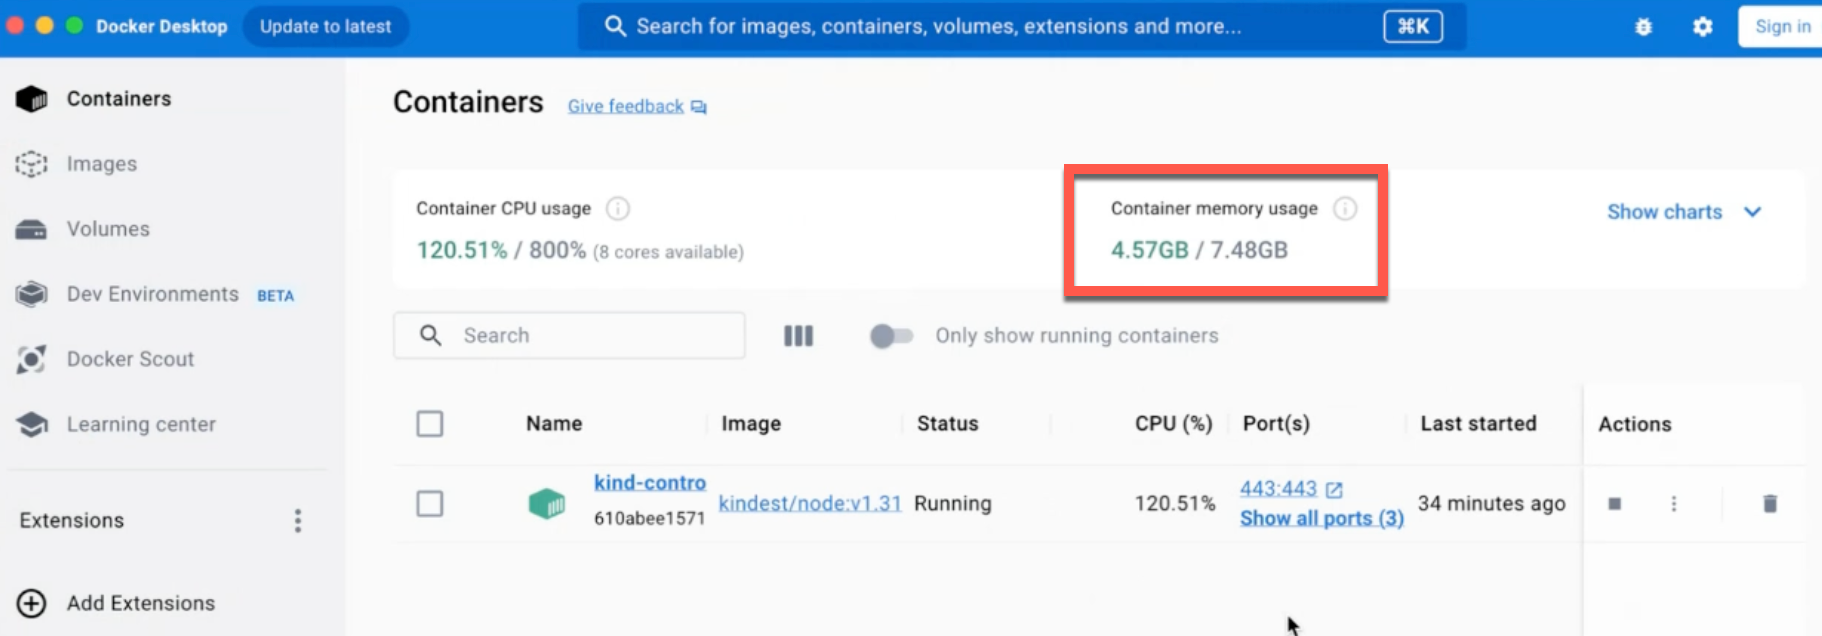 Docker Desktop Update to latest Search for images, containers, volumes, extensions and more... ⌘K Sign in
Containers
Images
Volumes
Dev Environments BETA
Docker Scout
Learning center
Extensions
Add Extensions
Containers Give feedback
Container CPU usage
120.51% / 800% (8 cores available)
Container memory usage
4.57GB / 7.48GB
Show charts
Search Only show running containers
Name Image Status CPU (%) Port(s) Last started Actions
kind-contro
610abee1571
kindest/node:v1.31 Running 120.51%
443:443
Show all ports (3)
34 minutes ago